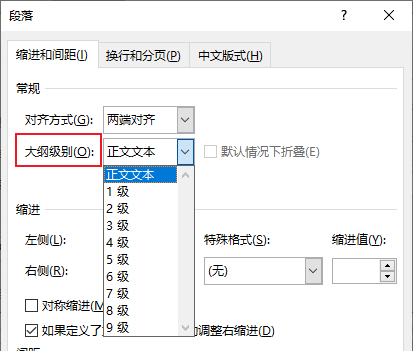 段落
?
缩进和间距(I) 换行和分页(P) 中文版式(H)
常规
对齐方式(G): 两端对齐
大纲级别(O): 正文文本 默认情况下折叠(E)
正文文本
1 级
2 级
3 级
4 级
5 级
6 级
7 级
8 级
9 级
缩进
左侧(L): 特殊格式(S): 缩进值(Y):
右侧(R): (无)
对称缩进(M
如果定义了 调整右缩进(D)